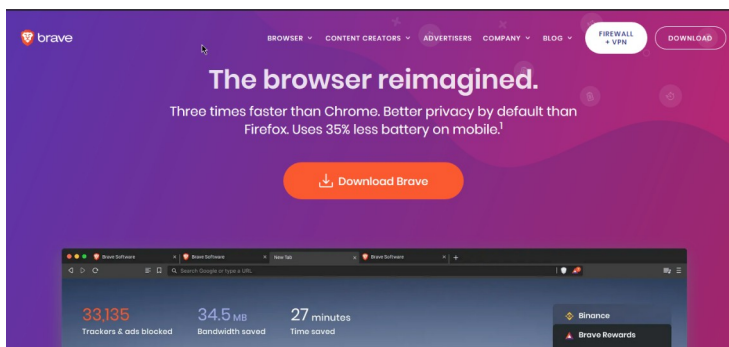 brave
BROWSER CONTENT CREATORS ADVERTISERS COMPANY BLOG FIREWALL + VPN DOWNLOAD
The browser reimagined.
Three times faster than Chrome. Better privacy by default than
Firefox. Uses 35% less battery on mobile.1
Download Brave
Brave Software Brave Software New Tab Brave Software
Search Google or type a URL
33,135 34.5 MB 27 minutes
Trackers & ads blocked Bandwidth saved Time saved
Binance
Brave Rewards